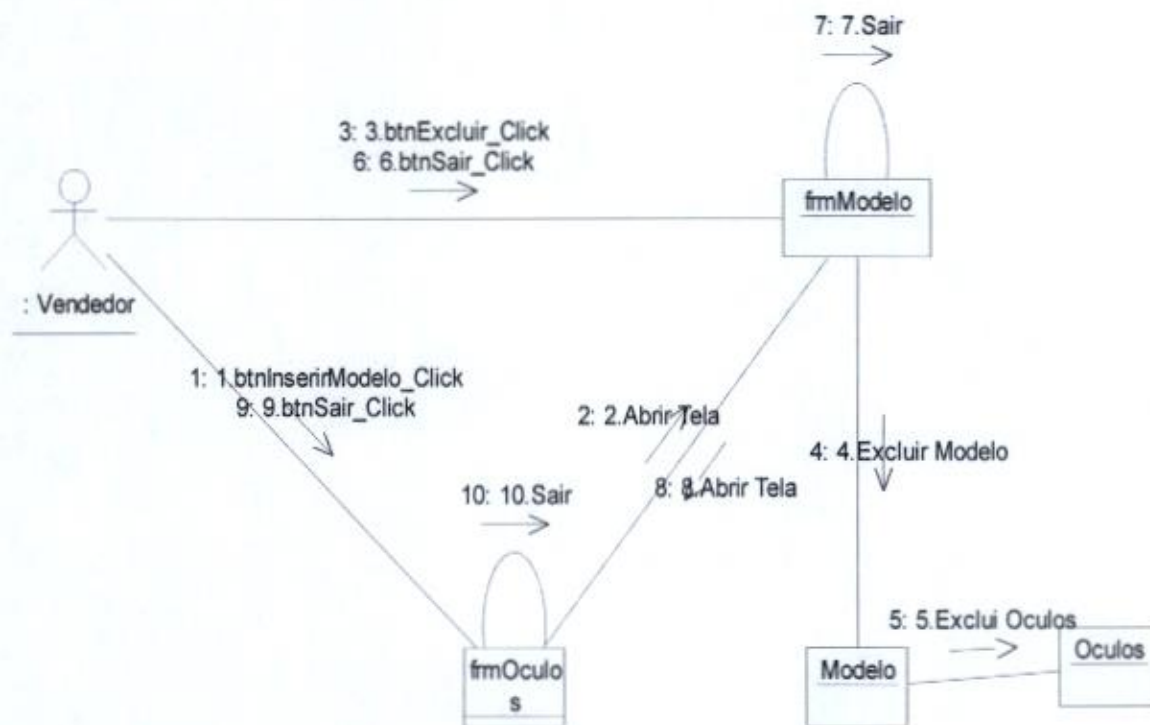 7: 7.Sair
3: 3.btnExcluir_Click
6: 6.btnSair_Click
frmModelo
: Vendedor
1: 1.btnInserirModelo_Click
9: 9.btnSair_Click
2: 2.Abrir Tela
4: 4.Excluir Modelo
8: 8.Abrir Tela
10: 10.Sair
5: 5.Exclui Oculos
Oculos
Modelo
frmOculo
s